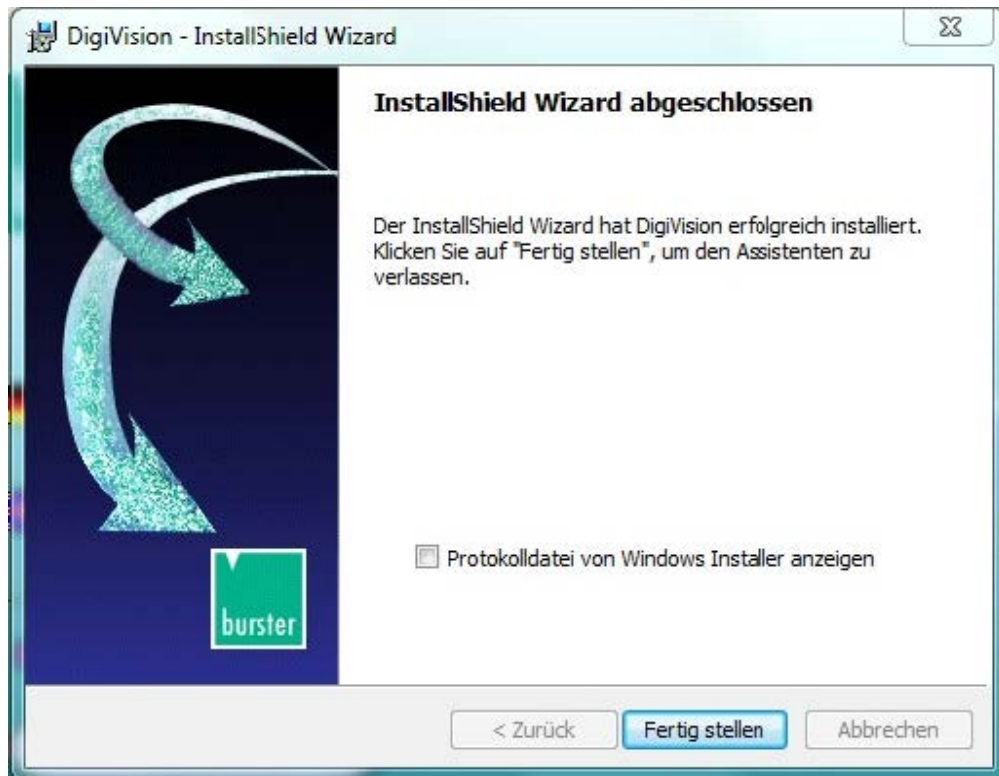 DigiVision - InstallShield Wizard
InstallShield Wizard abgeschlossen
Der InstallShield Wizard hat DigiVision erfolgreich installiert.
Klicken Sie auf "Fertig stellen", um den Assistenten zu
verlassen.
Protokolldatei von Windows Installer anzeigen
burster
< Zurück
Fertig stellen
Abbrechen